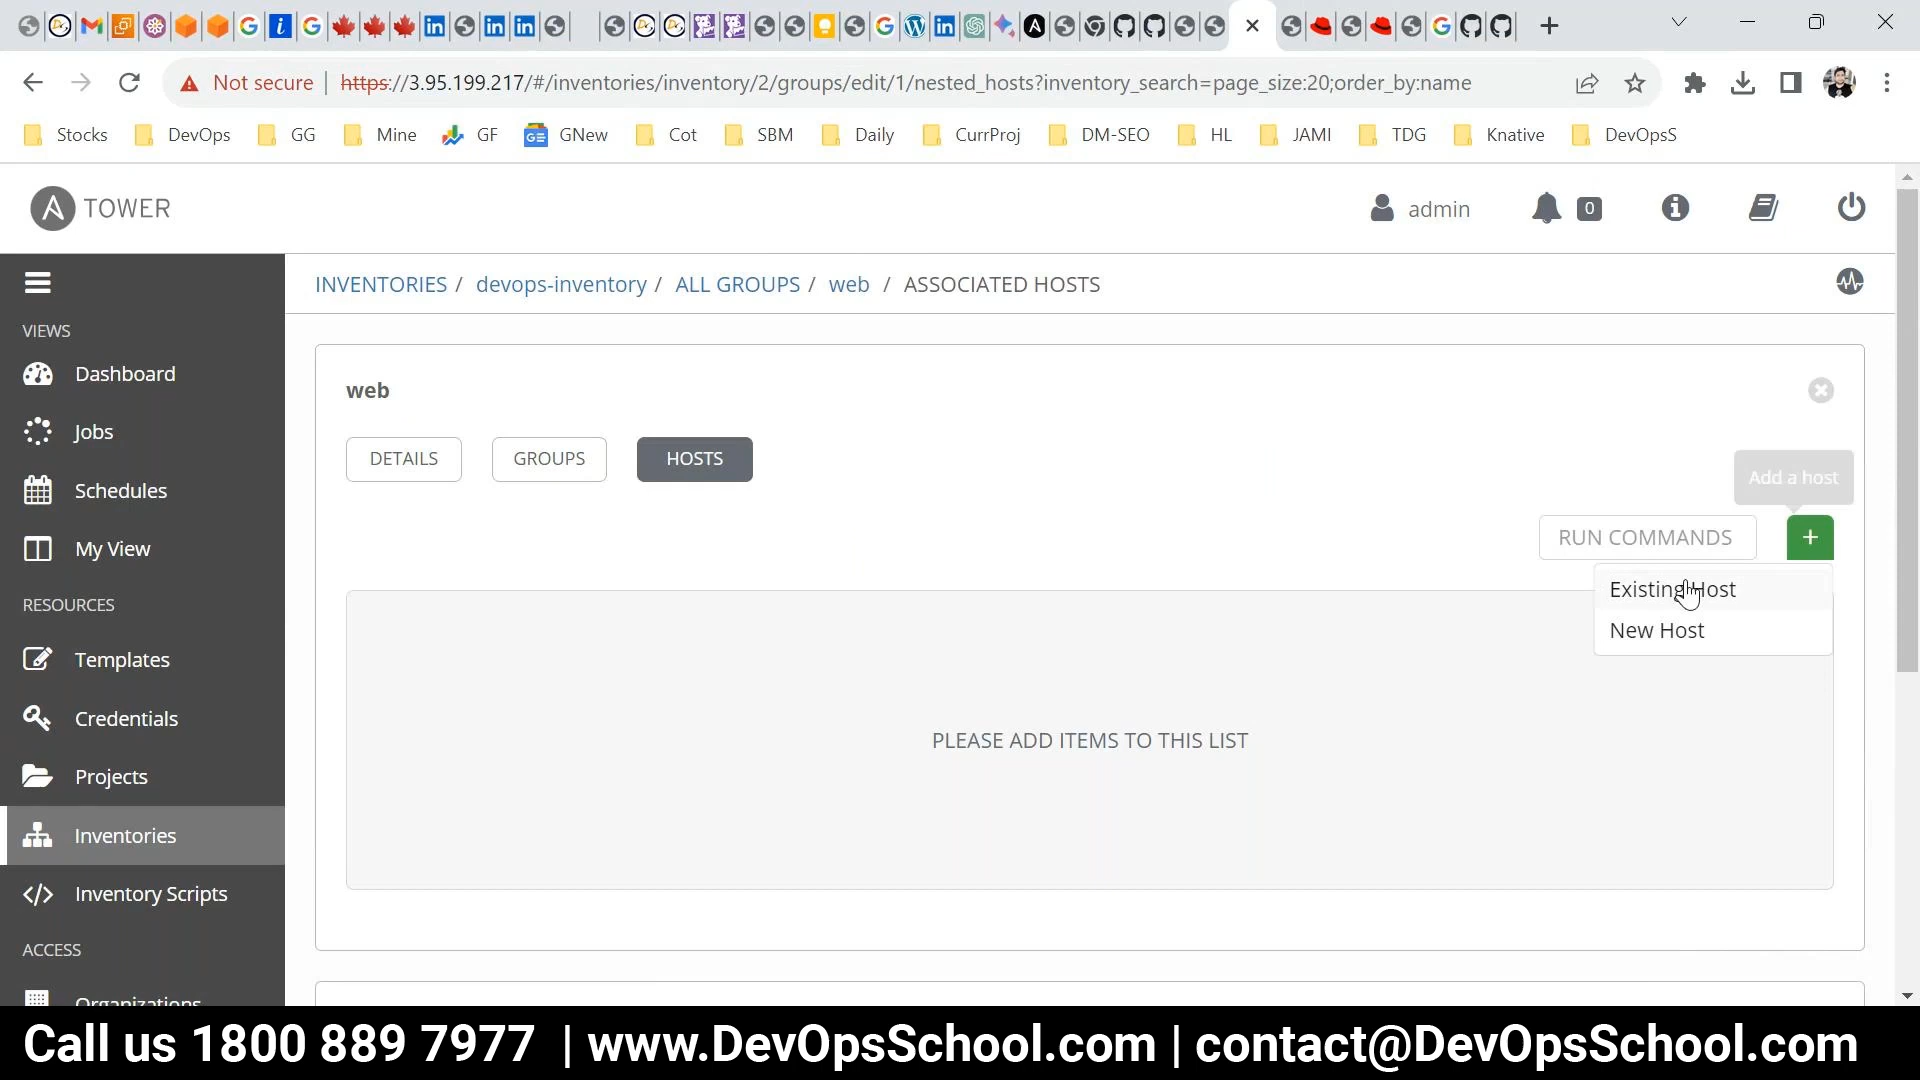 Not secure
https://3.95.199.217/#/inventories/inventory/2/groups/edit/1/nested_hosts?inventory_search=page_size:20;order_by:name
Stocks DevOps GG Mine GF GNew Cot SBM Daily CurrProj DM-SEO HL JAMI TDG Knative DevOpsS
A TOWER
admin
0
INVENTORIES / devops-inventory / ALL GROUPS / web / ASSOCIATED HOSTS
VIEWS
Dashboard
Jobs
Schedules
My View
RESOURCES
Templates
Credentials
Projects
Inventories
Inventory Scripts
ACCESS
Organizations
web
DETAILS GROUPS HOSTS
Add a host
RUN COMMANDS +
Existing Host
New Host
PLEASE ADD ITEMS TO THIS LIST
Call us 1800 889 7977 | www.DevOpsSchool.com | contact@DevOpsSchool.com